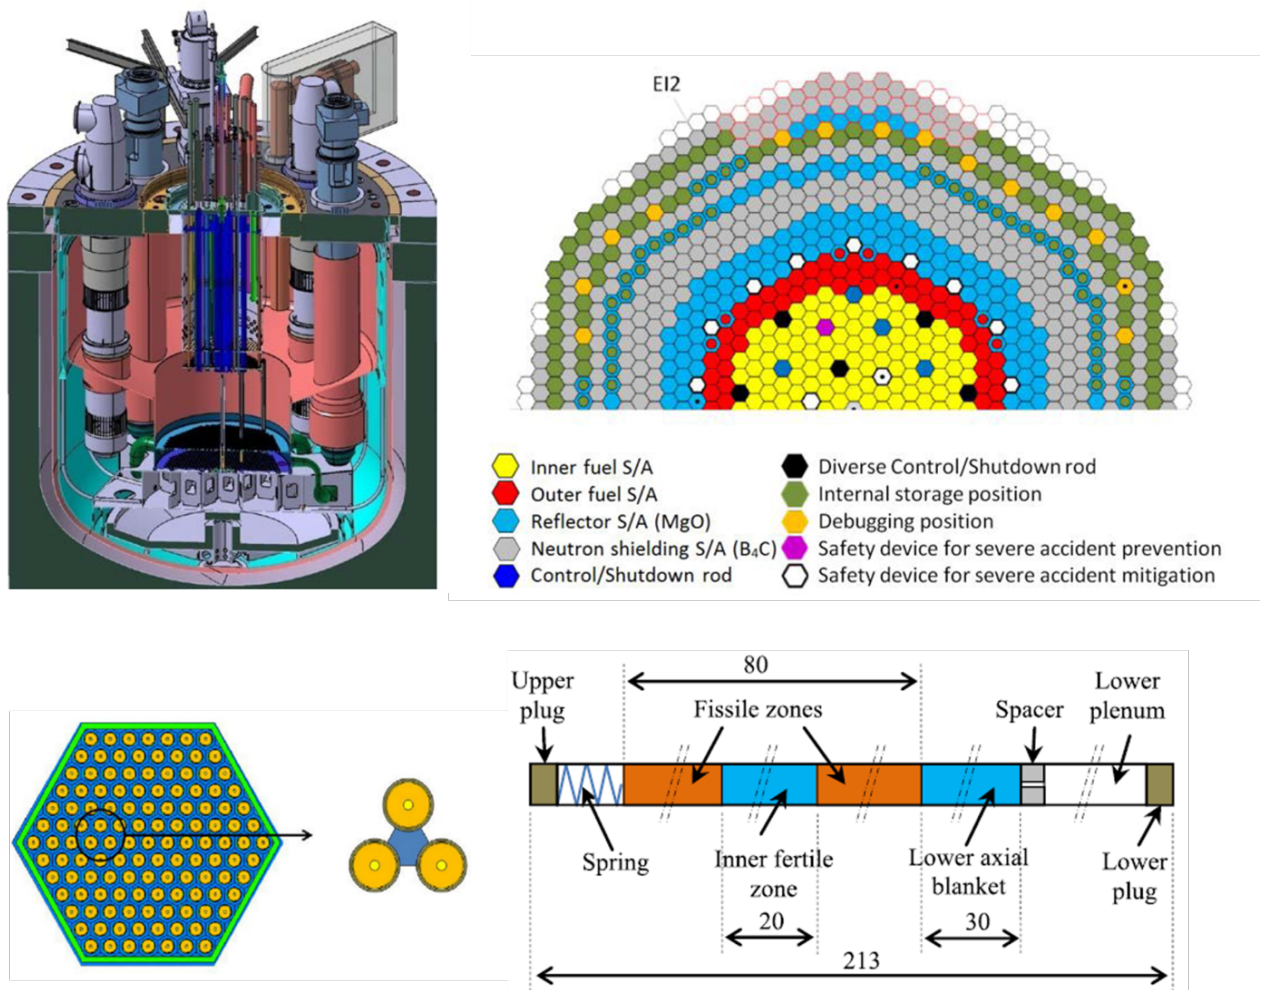 EI2
Inner fuel S/A
Outer fuel S/A
Reflector S/A (MgO)
Neutron shielding S/A (B₄C)
Control/Shutdown rod
Diverse Control/Shutdown rod
Internal storage position
Debugging position
Safety device for severe accident prevention
Safety device for severe accident mitigation
80
Upper
plug
Fissile zones
Spacer
Lower
plenum
Spring
Inner fertile
zone
Lower axial
blanket
Lower
plug
20
30
213